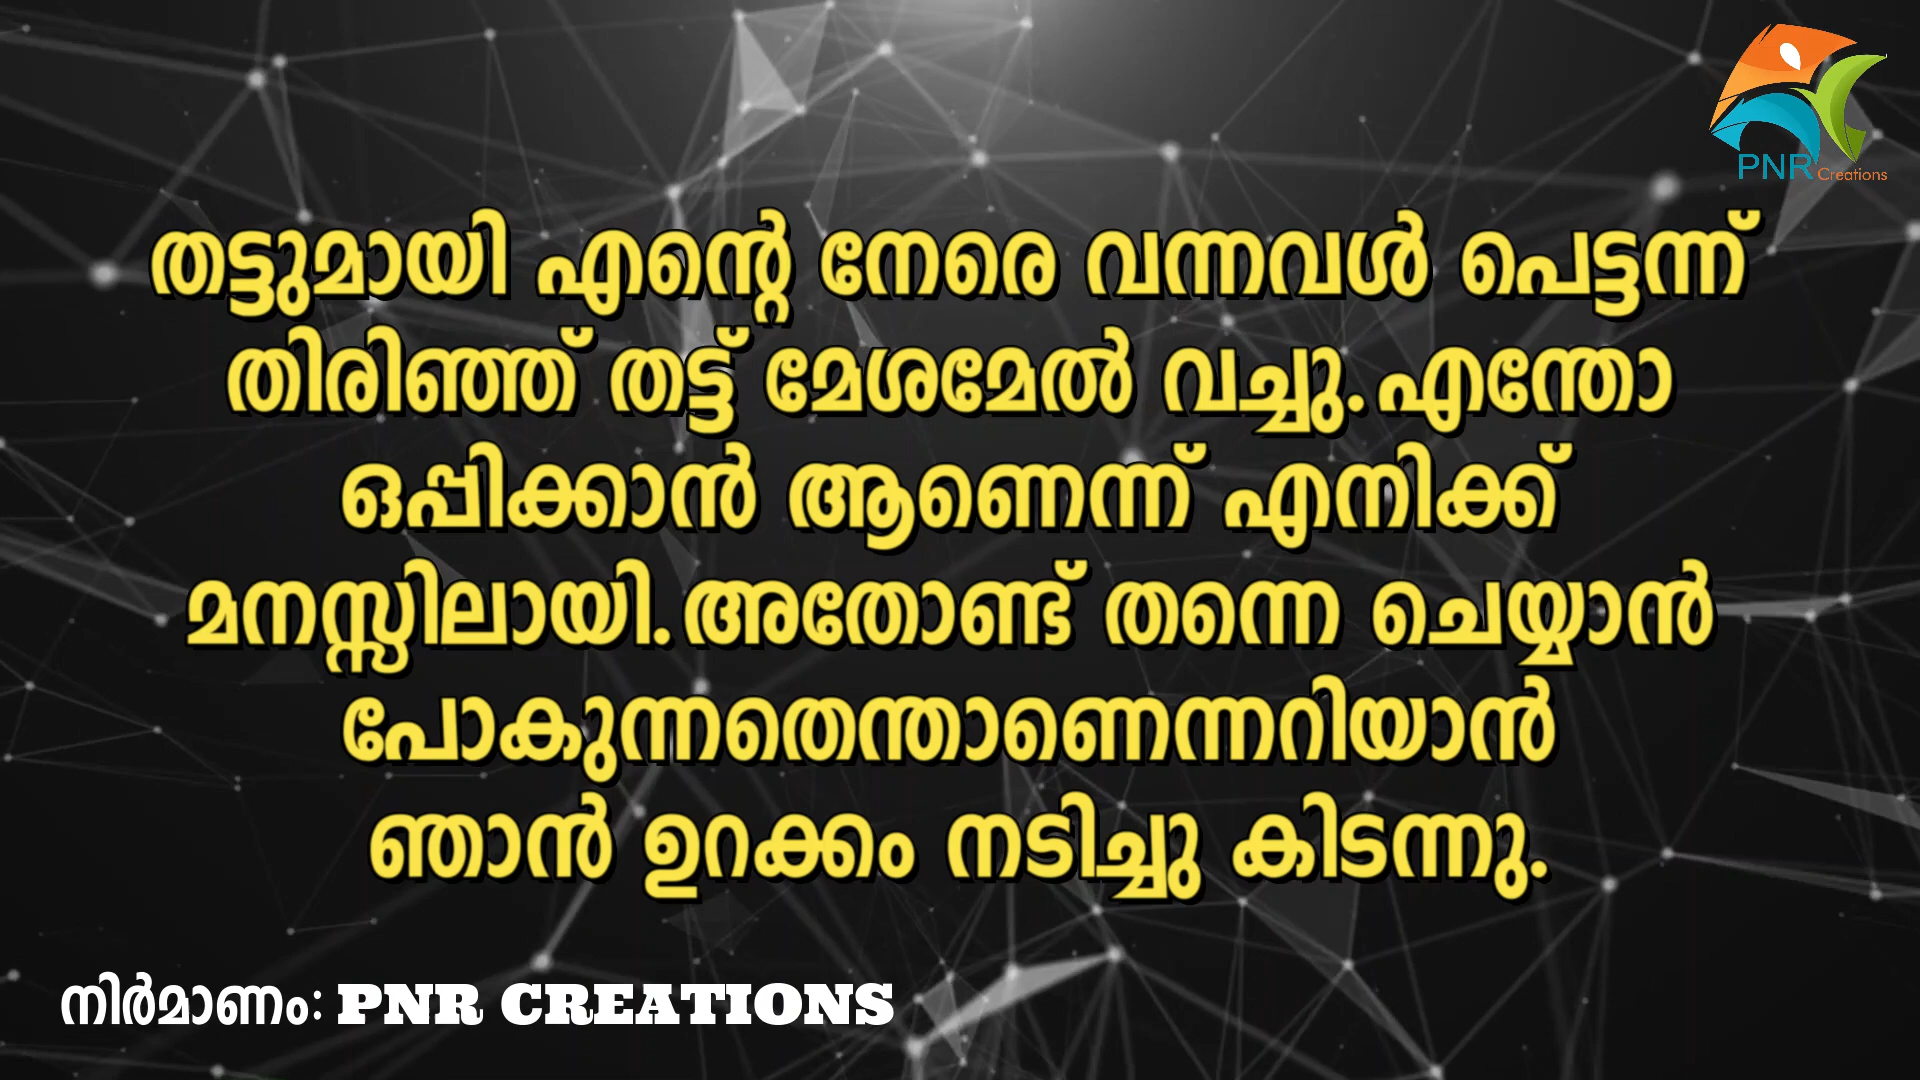 PNR Creations
തട്ടുമായി എന്റെ നേരെ വന്നവൾ പെട്ടന്ന്
തിരിഞ്ഞ് തട്ട് മേശമേൽ വച്ചു.എന്തോ
ഒപ്പിക്കാൻ ആണെന്ന് എനിക്ക്
മനസ്സിലായി.അതോണ്ട് തന്നെ ചെയ്യാൻ
പോകുന്നതെന്താണെന്നറിയാൻ
ഞാൻ ഉറക്കം നടിച്ചു കിടന്നു.
നിർമാണം: PNR CREATIONS